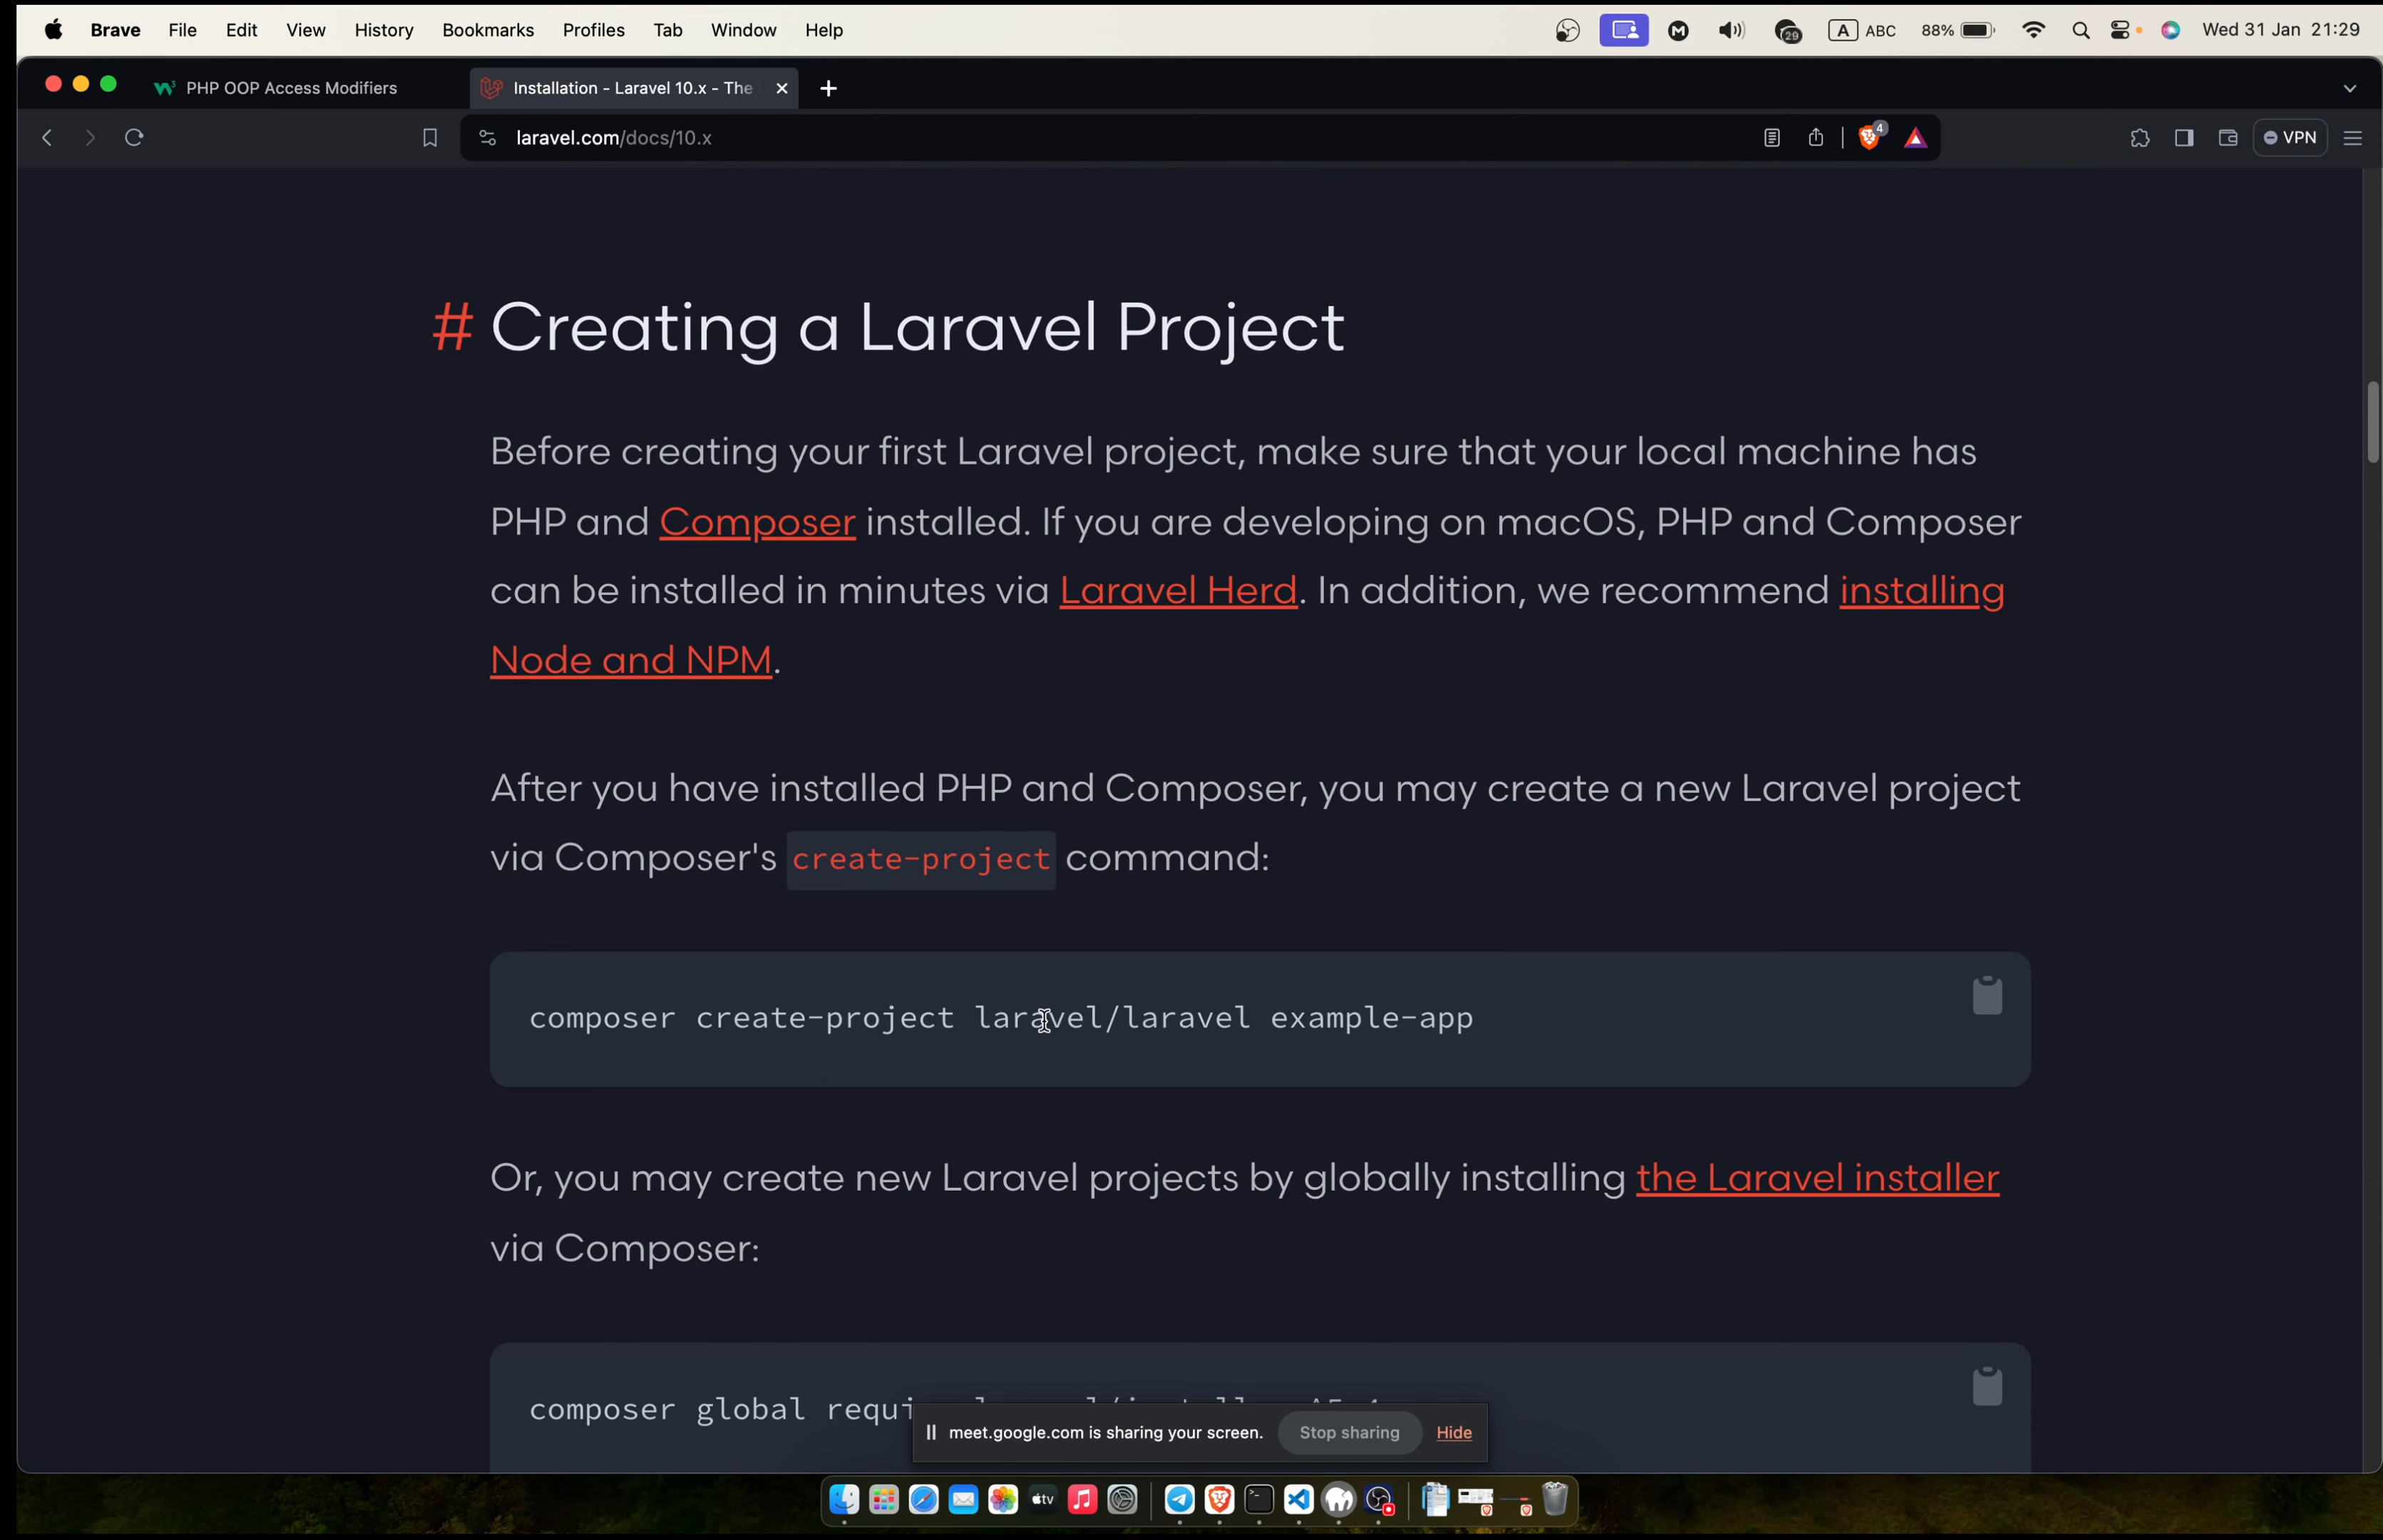 Brave File Edit View History Bookmarks Profiles Tab Window Help 29 A ABC 88% Wed 31 Jan 21:29
PHP OOP Access Modifiers Installation - Laravel 10.x - The
laravel.com/docs/10.x 4 VPN
# Creating a Laravel Project
Before creating your first Laravel project, make sure that your local machine has
PHP and Composer installed. If you are developing on macOS, PHP and Composer
can be installed in minutes via Laravel Herd. In addition, we recommend installing
Node and NPM.
After you have installed PHP and Composer, you may create a new Laravel project
via Composer's create-project command:
composer create-project laravel/laravel example-app
Or, you may create new Laravel projects by globally installing the Laravel installer
via Composer:
composer global
meet.google.com is sharing your screen. Stop sharing Hide
tv